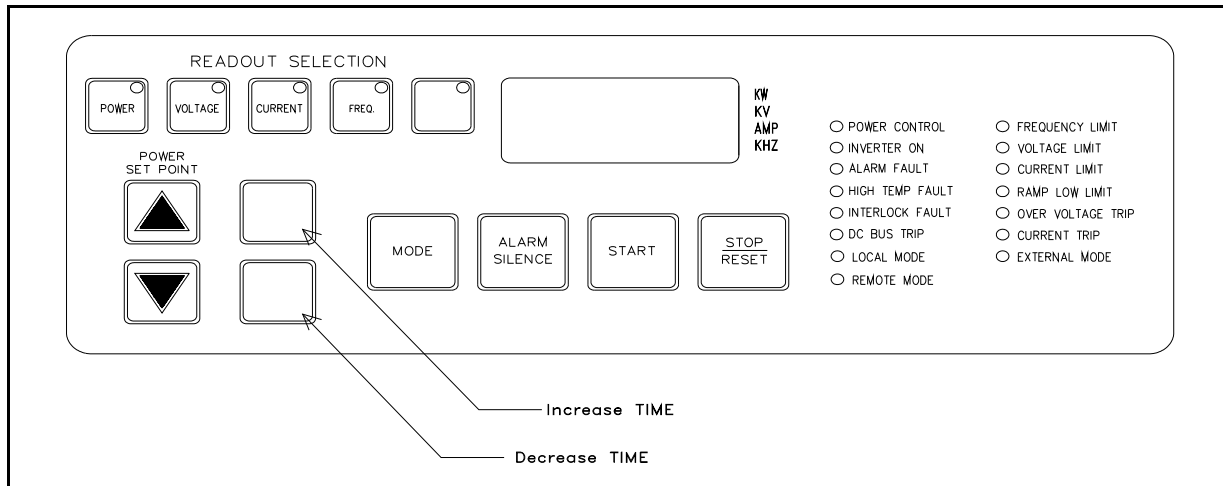 READOUT SELECTION
POWER
VOLTAGE
CURRENT
FREQ.
KW
KV
AMP
KHZ
POWER
SET POINT
MODE
ALARM
SILENCE
START
STOP
RESET
POWER CONTROL
INVERTER ON
ALARM FAULT
HIGH TEMP FAULT
INTERLOCK FAULT
DC BUS TRIP
LOCAL MODE
REMOTE MODE
FREQUENCY LIMIT
VOLTAGE LIMIT
CURRENT LIMIT
RAMP LOW LIMIT
OVER VOLTAGE TRIP
CURRENT TRIP
EXTERNAL MODE
Increase TIME
Decrease TIME